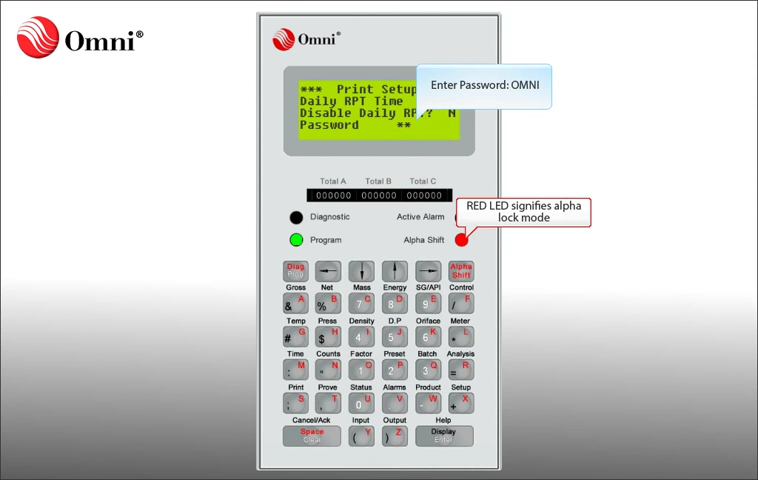 Omni®
Omni®
*** Print Setup
Daily RPT Time
Disable Daily RPT? N
Password **
Enter Password: OMNI
Total A Total B Total C
000000 000000 000000
RED LED signifies alpha
lock mode
Diagnostic Active Alarm
Program Alpha Shift
Diag
Prog
← ↓ ↑ →
Alpha
Shift
Gross Net Mass Energy SG/API Control
& A % B 7 C 8 D 9 E / F
Temp Press Density D.P Oriface Meter
# G $ H 4 I 5 J 6 K * L
Time Counts Factor Preset Batch Analysis
: M " N 1 O 2 P 3 Q = R
Print Prove Status Alarms Product Setup
; S , T 0 U . V - W + X
Cancel/Ack Input Output Help
Space
Clear
( Y ) Z
Display
Enter